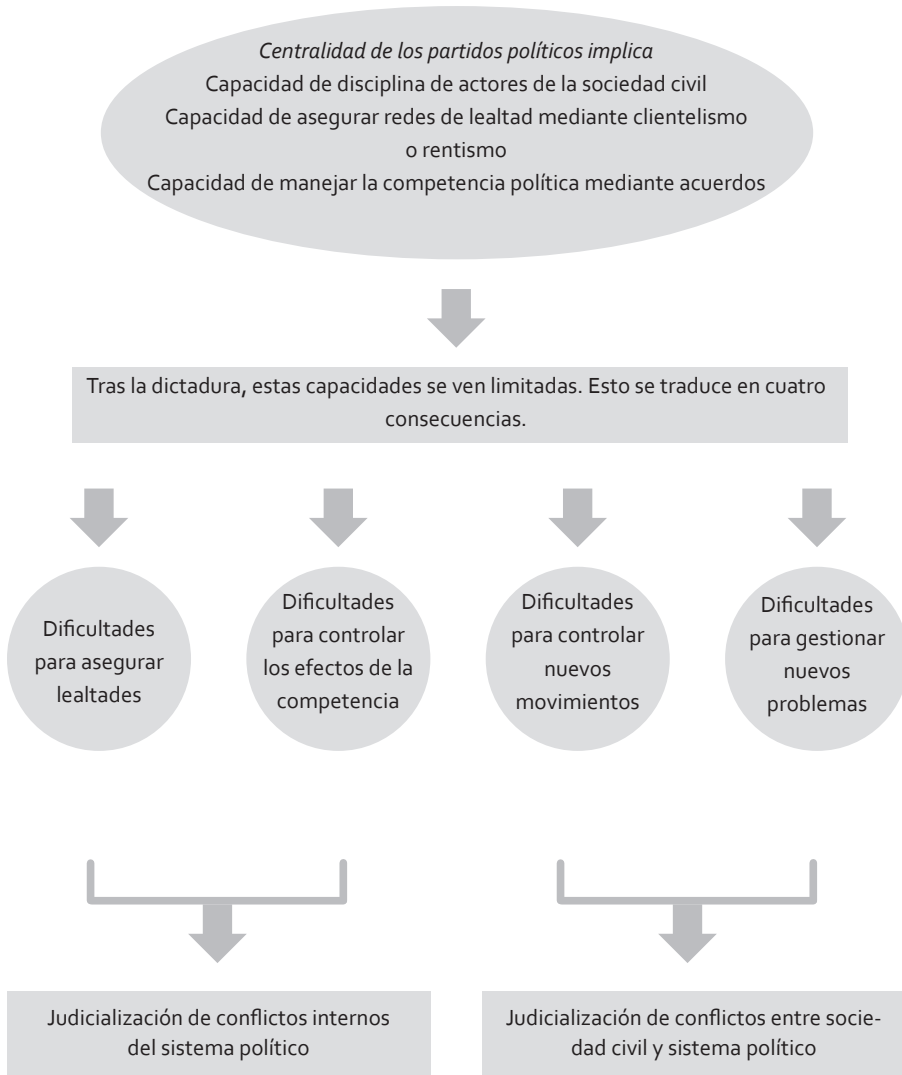 Centralidad de los partidos políticos implica
Capacidad de disciplina de actores de la sociedad civil
Capacidad de asegurar redes de lealtad mediante clientelismo
o rentismo
Capacidad de manejar la competencia política mediante acuerdos
Tras la dictadura, estas capacidades se ven limitadas. Esto se traduce en cuatro
consecuencias.
Dificultades
para asegurar
lealtades
Dificultades
para controlar
los efectos de la
competencia
Dificultades
para controlar
nuevos
movimientos
Dificultades
para gestionar
nuevos
problemas
Judicialización de conflictos internos
del sistema político
Judicialización de conflictos entre socie-
dad civil y sistema político